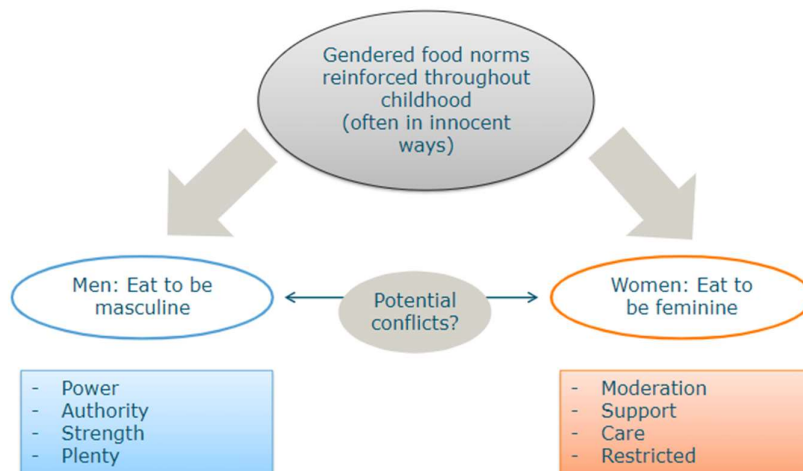 Gendered food norms
reinforced throughout
childhood
(often in innocent
ways)
Men: Eat to be
masculine
Potential
conflicts?
Women: Eat to
be feminine
- Power
- Authority
- Strength
- Plenty
- Moderation
- Support
- Care
- Restricted